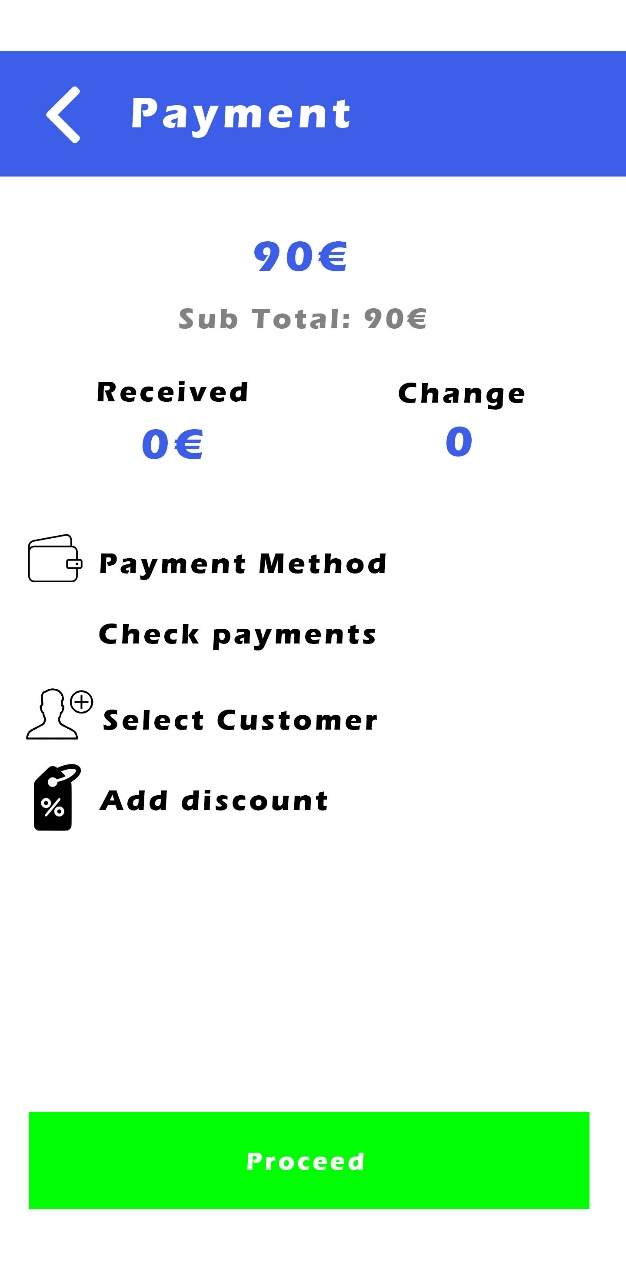 Payment
90€
Sub Total: 90€
Received Change
0€ 0
Payment Method
Check payments
Select Customer
%
Add discount
Proceed